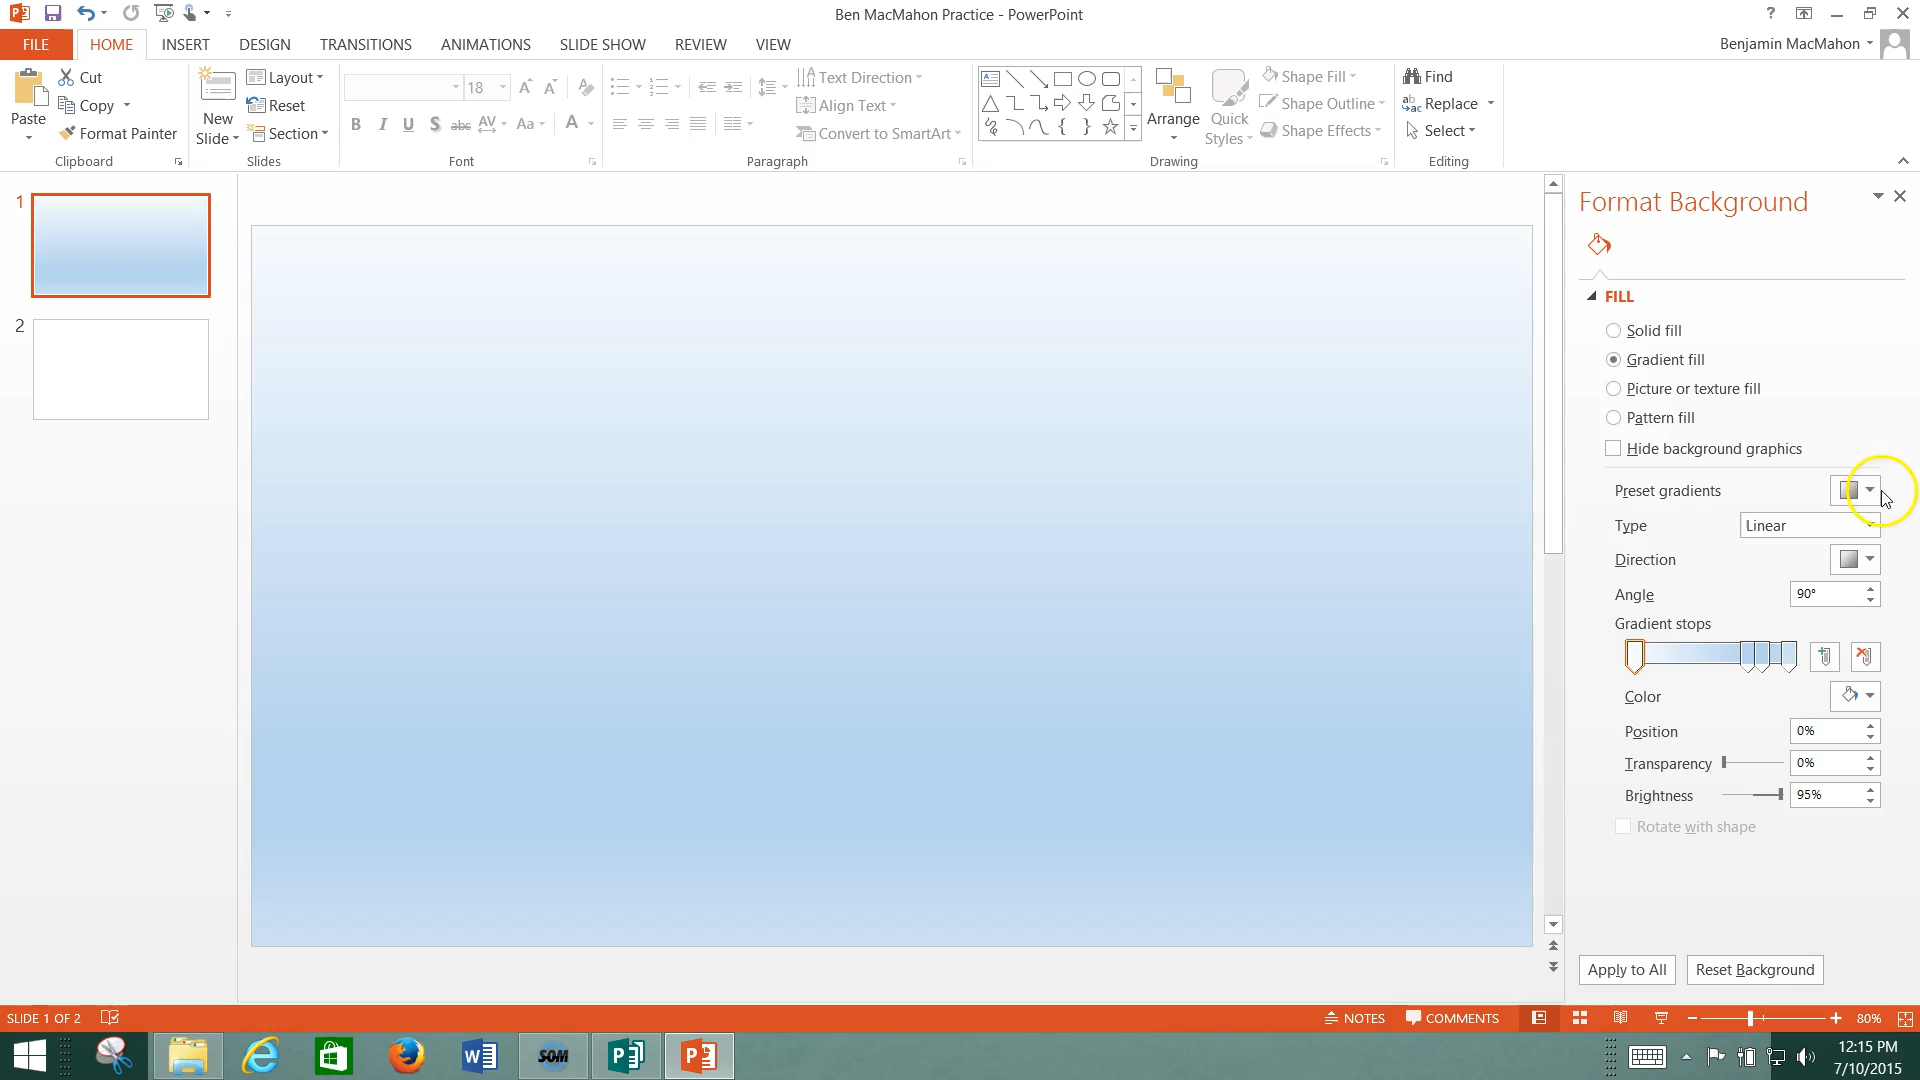 Ben MacMahon Practice - PowerPoint
?
FILE HOME INSERT DESIGN TRANSITIONS ANIMATIONS SLIDE SHOW REVIEW VIEW
Benjamin MacMahon
Paste
Cut
Copy
Format Painter
Clipboard
New
Slide
Layout
Reset
Section
Slides
18
B I U S abc AV Aa A
Font
Text Direction
Align Text
Convert to SmartArt
Paragraph
Arrange
Quick
Styles
Shape Fill
Shape Outline
Shape Effects
Drawing
Find
Replace
Select
Editing
1
2
Format Background
FILL
Solid fill
Gradient fill
Picture or texture fill
Pattern fill
Hide background graphics
Preset gradients
Type Linear
Direction
Angle 90°
Gradient stops
Color
Position 0%
Transparency 0%
Brightness 95%
Rotate with shape
Apply to All Reset Background
SLIDE 1 OF 2
NOTES COMMENTS 80%
SOM
12:15 PM
7/10/2015